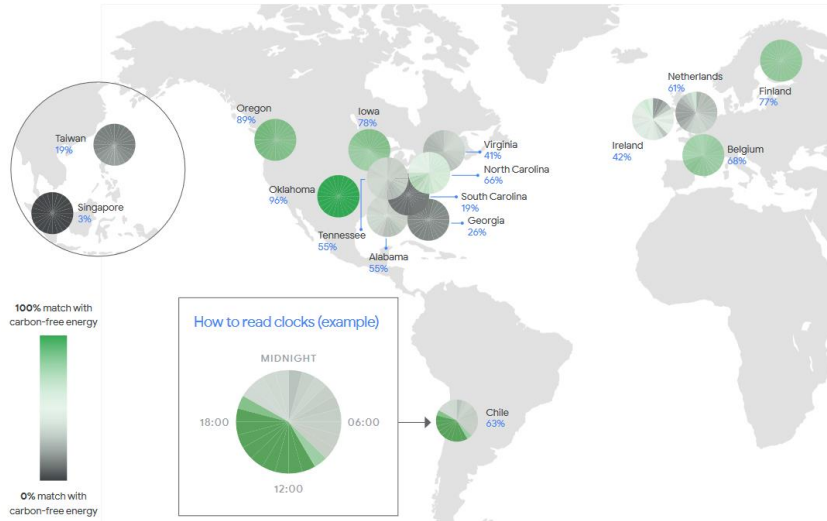 Netherlands
61%
Finland
77%
Oregon
89%
Iowa
78%
Taiwan
19%
Virginia
41%
Ireland
42%
Belgium
68%
North Carolina
66%
Oklahoma
96%
South Carolina
19%
Singapore
3%
Georgia
26%
Tennessee
55%
Alabama
55%
100% match with
carbon-free energy
0% match with
carbon-free energy
How to read clocks (example)
MIDNIGHT
18:00
06:00
12:00
Chile
63%